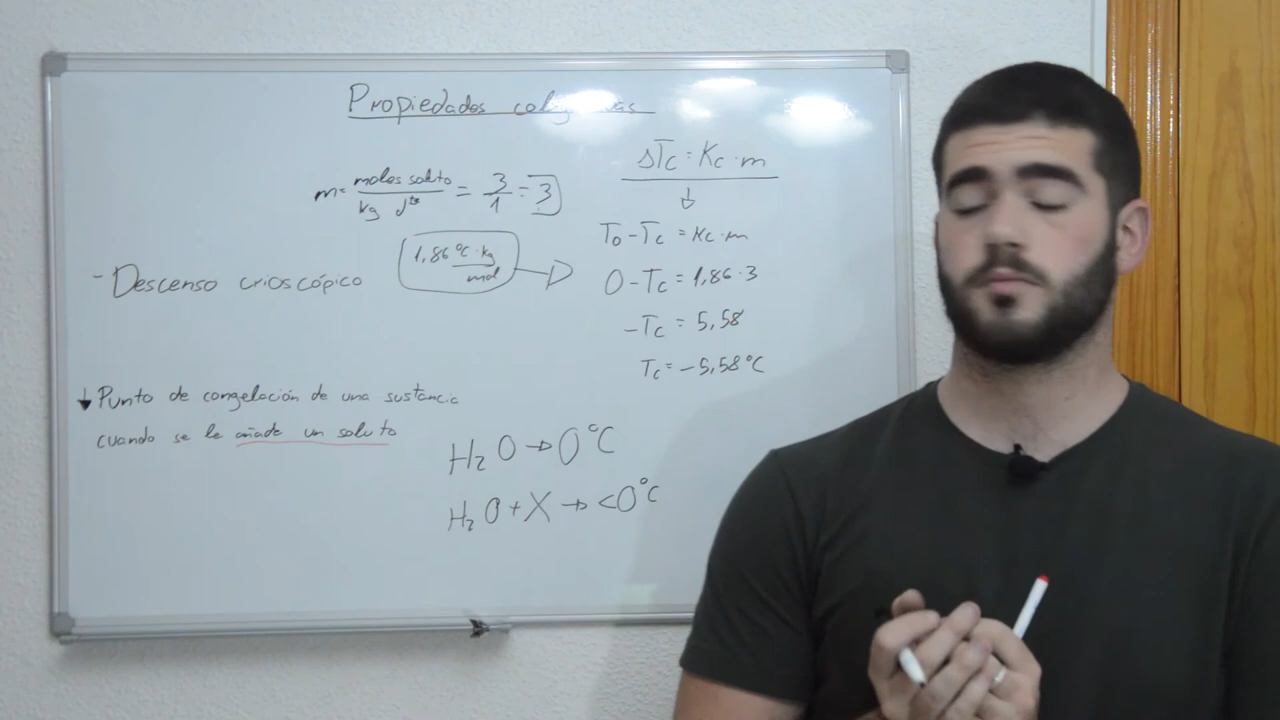 Propiedades coligativas
m = moles soluto / kg dte = 3/1 = 3
- Descenso crioscópico
1,86 °C · kg / mol
ΔTc = Kc · m
To - Tc = Kc · m
0 - Tc = 1,86 · 3
-Tc = 5,58
Tc = -5,58°C
↓ Punto de congelación de una sustancia
cuando se le añade un soluto
H₂O → 0°C
H₂O + X → <0°C